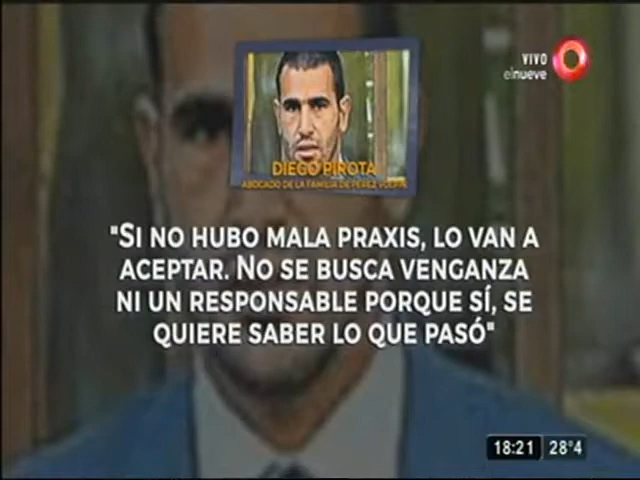 VIVO
elnueve
DIEGO PIROTA
ABOGADO DE LA FAMILIA DE PEREZ VOLPIN
"SI NO HUBO MALA PRAXIS, LO VAN A
ACEPTAR. NO SE BUSCA VENGANZA
NI UN RESPONSABLE PORQUE SÍ, SE
QUIERE SABER LO QUE PASÓ"
18:21 28°4